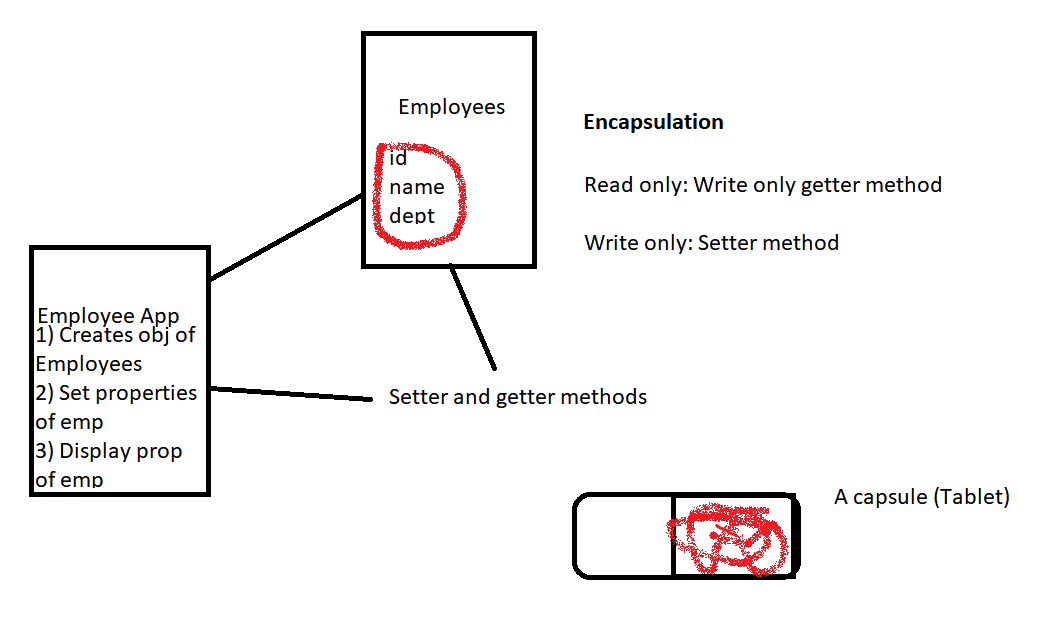 Employees
id
name
dept
Encapsulation
Read only: Write only getter method
Write only: Setter method
Employee App
1) Creates obj of
Employees
2) Set properties
of emp
3) Display prop
of emp
Setter and getter methods
A capsule (Tablet)